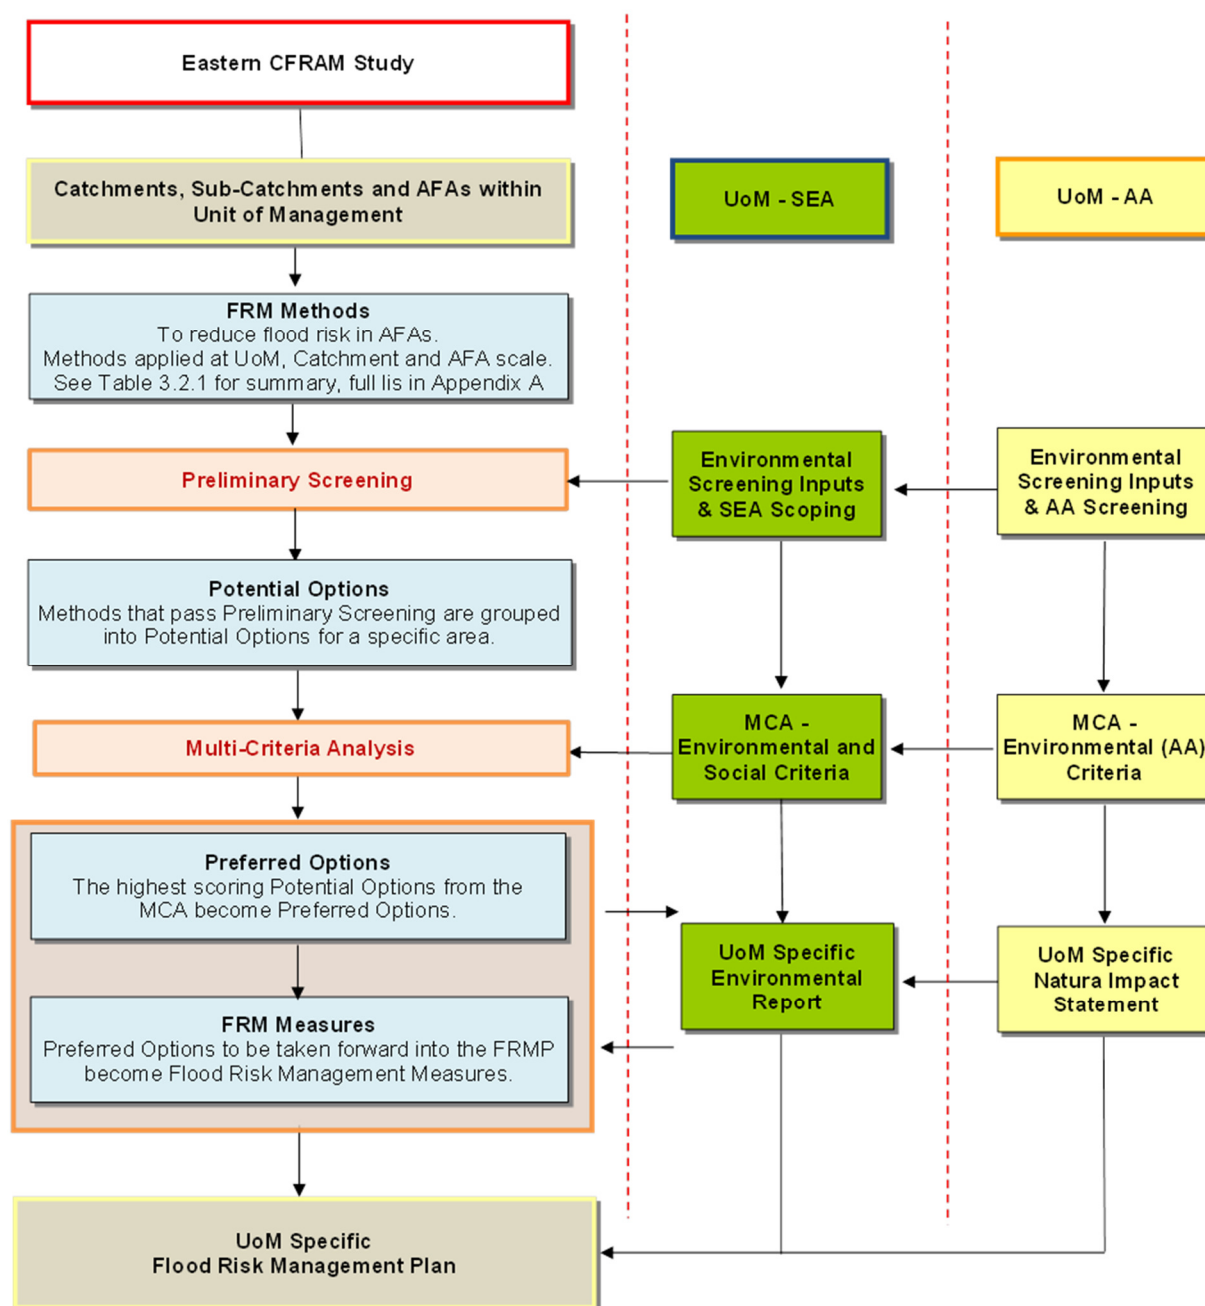 Eastern CFRAM Study
Catchments, Sub-Catchments and AFAs within
Unit of Management
UoM - SEA
UoM - AA
FRM Methods
To reduce flood risk in AFAs.
Methods applied at UoM, Catchment and AFA scale.
See Table 3.2.1 for summary, full lis in Appendix A
Preliminary Screening
Environmental
Screening Inputs
& SEA Scoping
Environmental
Screening Inputs
& AA Screening
Potential Options
Methods that pass Preliminary Screening are grouped
into Potential Options for a specific area.
Multi-Criteria Analysis
MCA -
Environmental and
Social Criteria
MCA -
Environmental (AA)
Criteria
Preferred Options
The highest scoring Potential Options from the
MCA become Preferred Options.
UoM Specific
Environmental
Report
UoM Specific
Natura Impact
Statement
FRM Measures
Preferred Options to be taken forward into the FRMP
become Flood Risk Management Measures.
UoM Specific
Flood Risk Management Plan